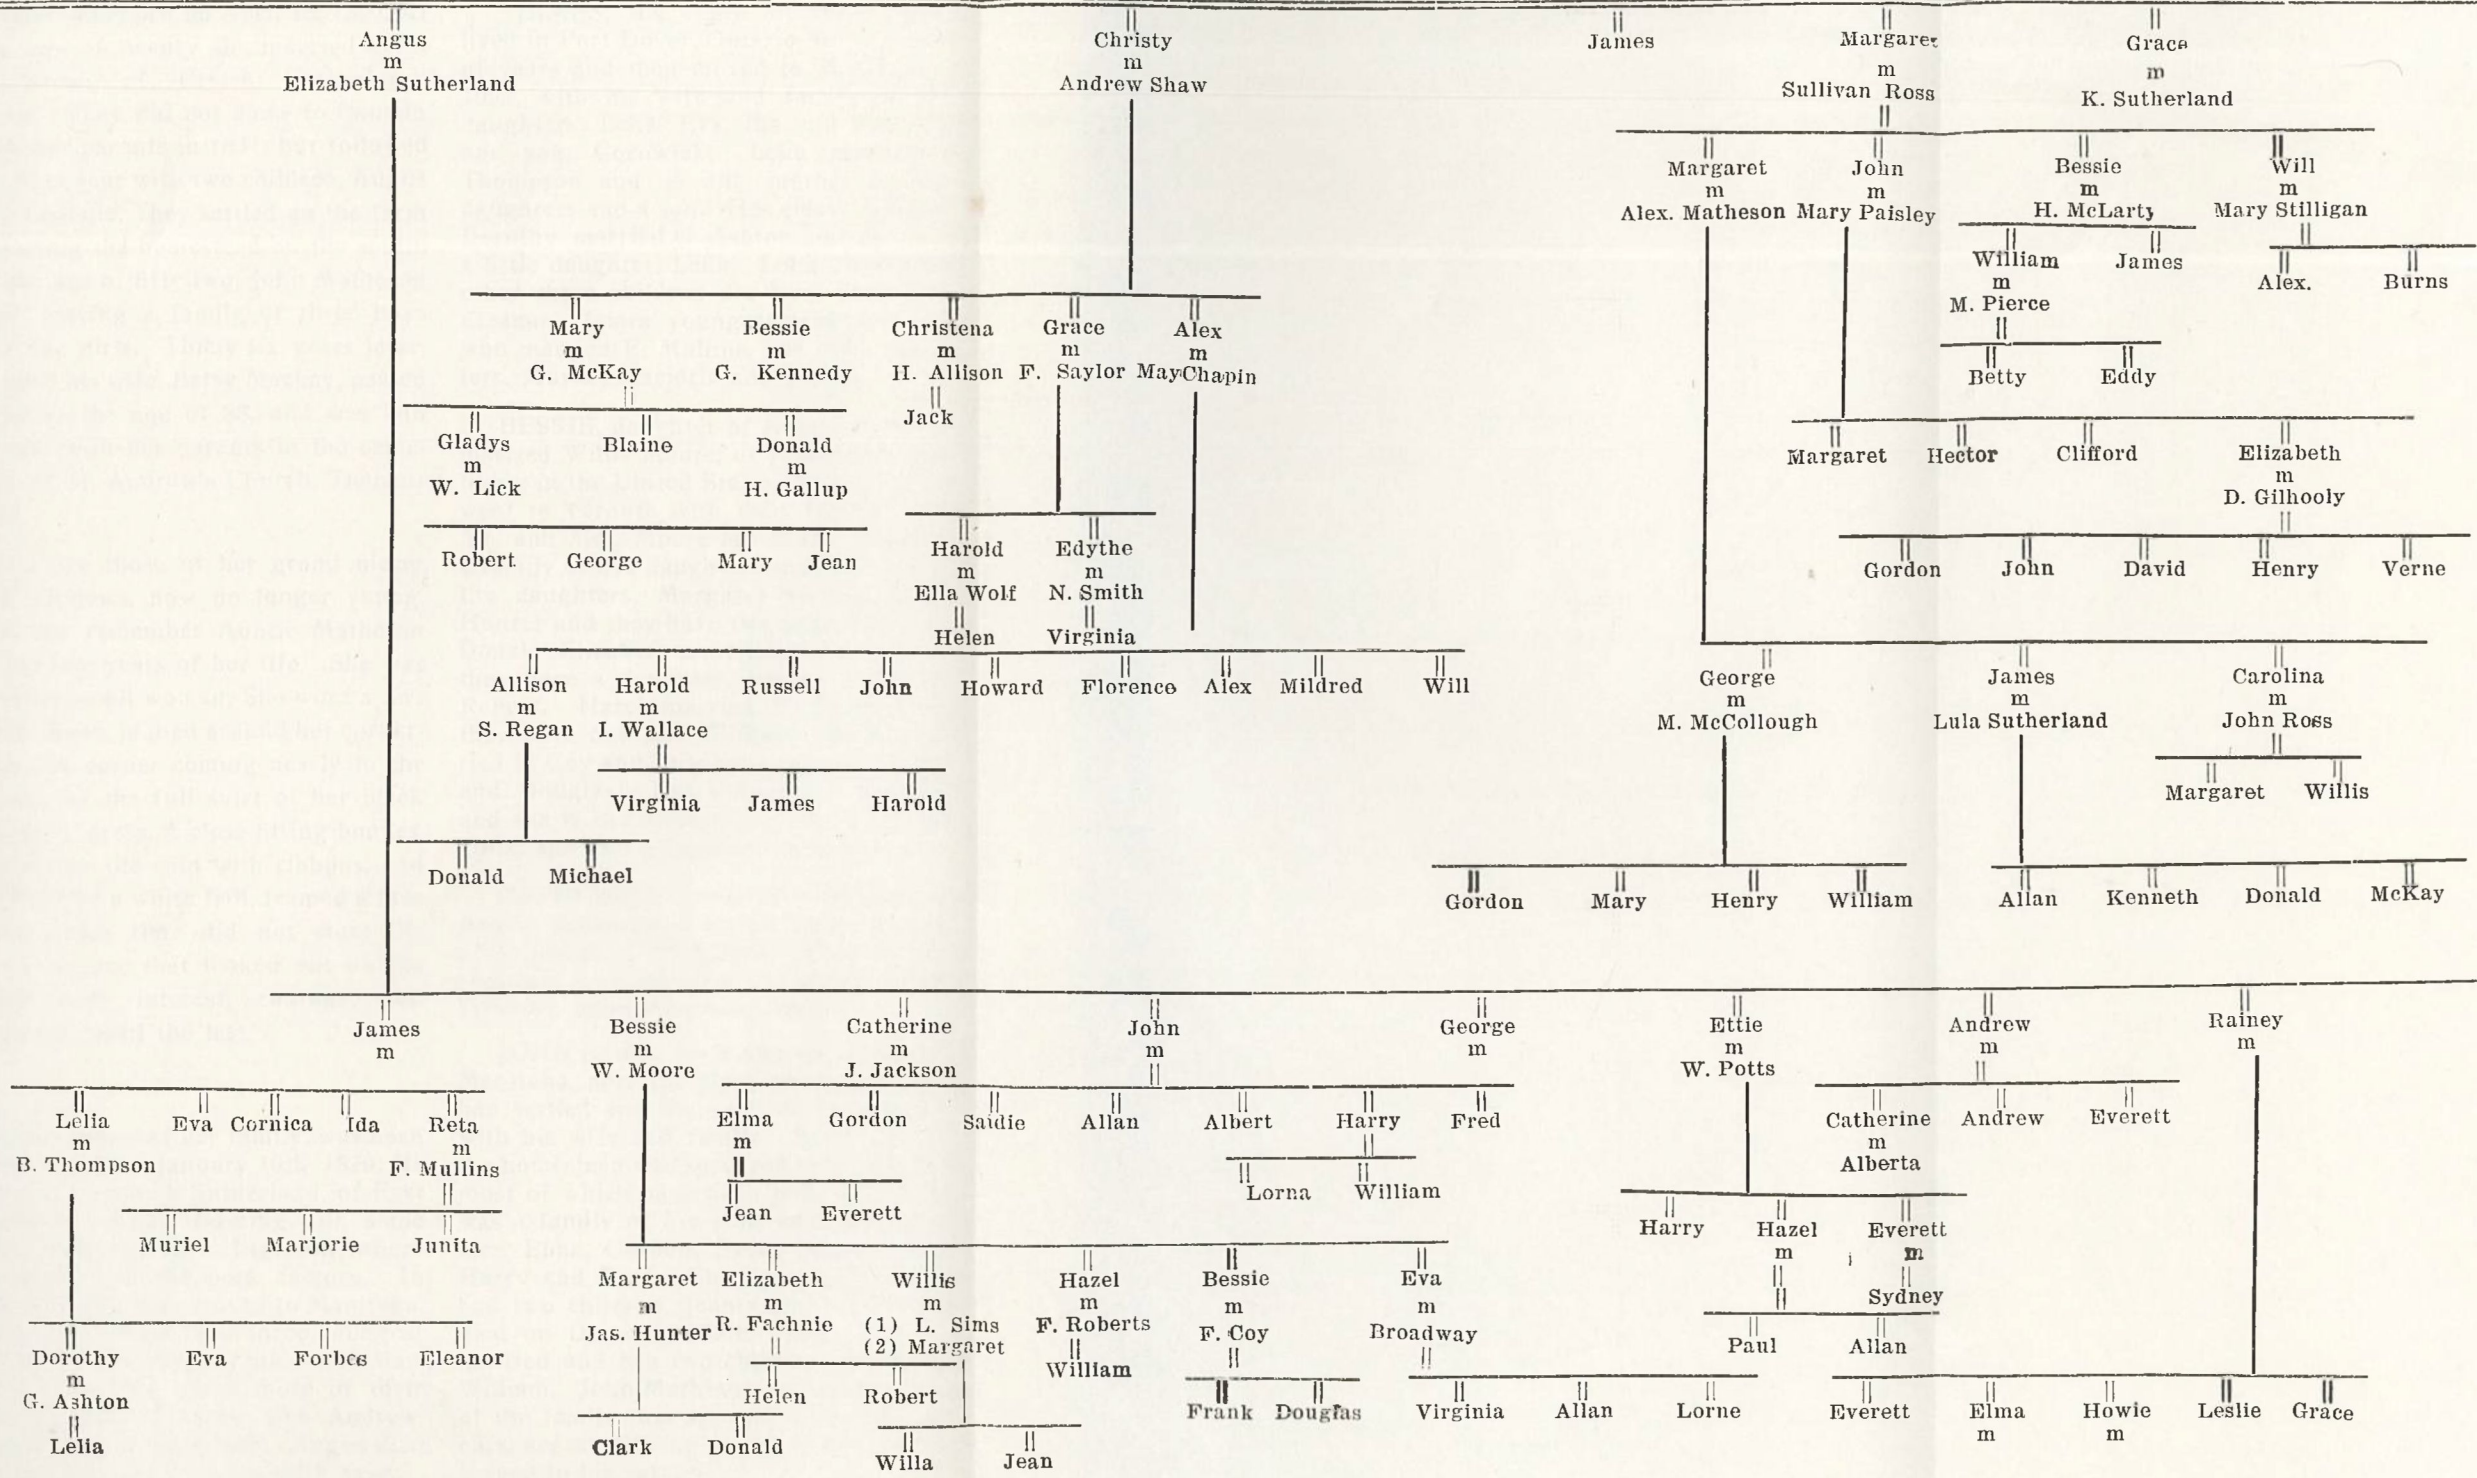 Angus Christy James Margaret Grace
m m m m
Elizabeth Sutherland Andrew Shaw Sullivan Ross K. Sutherland
Margaret John Bessie Will
m m m m
Alex. Matheson Mary Paisley H. McLarty Mary Stilligan
William James Alex. Burns
m
M. Pierce
Mary Bessie Christena Grace Alex
m m m m m
G. McKay G. Kennedy H. Allison F. Saylor May Chapin Betty Eddy
Jack
Gladys Blaine Donald Margaret Hector Clifford Elizabeth
m m m
W. Lick H. Gallup D. Gilhooly
Robert George Mary Jean Harold Edythe Gordon John David Henry Verne
m m
Ella Wolf N. Smith
Helen Virginia
Allison Harold Russell John Howard Florence Alex Mildred Will George James Carolina
m m m m m
S. Regan I. Wallace M. McCollough Lula Sutherland John Ross
Virginia James Harold Margaret Willis
Donald Michael Gordon Mary Henry William Allan Kenneth Donald McKay
James Bessie Catherine John George Ettie Andrew Rainey
m m m m m m m m
W. Moore J. Jackson W. Potts
Lelia Eva Cornica Ida Reta Elma Gordon Saidie Allan Albert Harry Fred Catherine Andrew Everett
m m m m
B. Thompson F. Mullins Alberta
Jean Everett Lorna William
Muriel Marjorie Junita Harry Hazel Everett
m m
Margaret Elizabeth Willis Hazel Bessie Eva Sydney
m m m m m m
Jas. Hunter R. Fachnie (1) L. Sims F. Roberts F. Coy Broadway
(2) Margaret
Dorothy Eva Forbes Eleanor William Paul Allan
m
G. Ashton Helen Robert Frank Douglas Virginia Allan Lorne Everett Elma Howie Leslie Grace
m m
Lelia Clark Donald Willa Jean